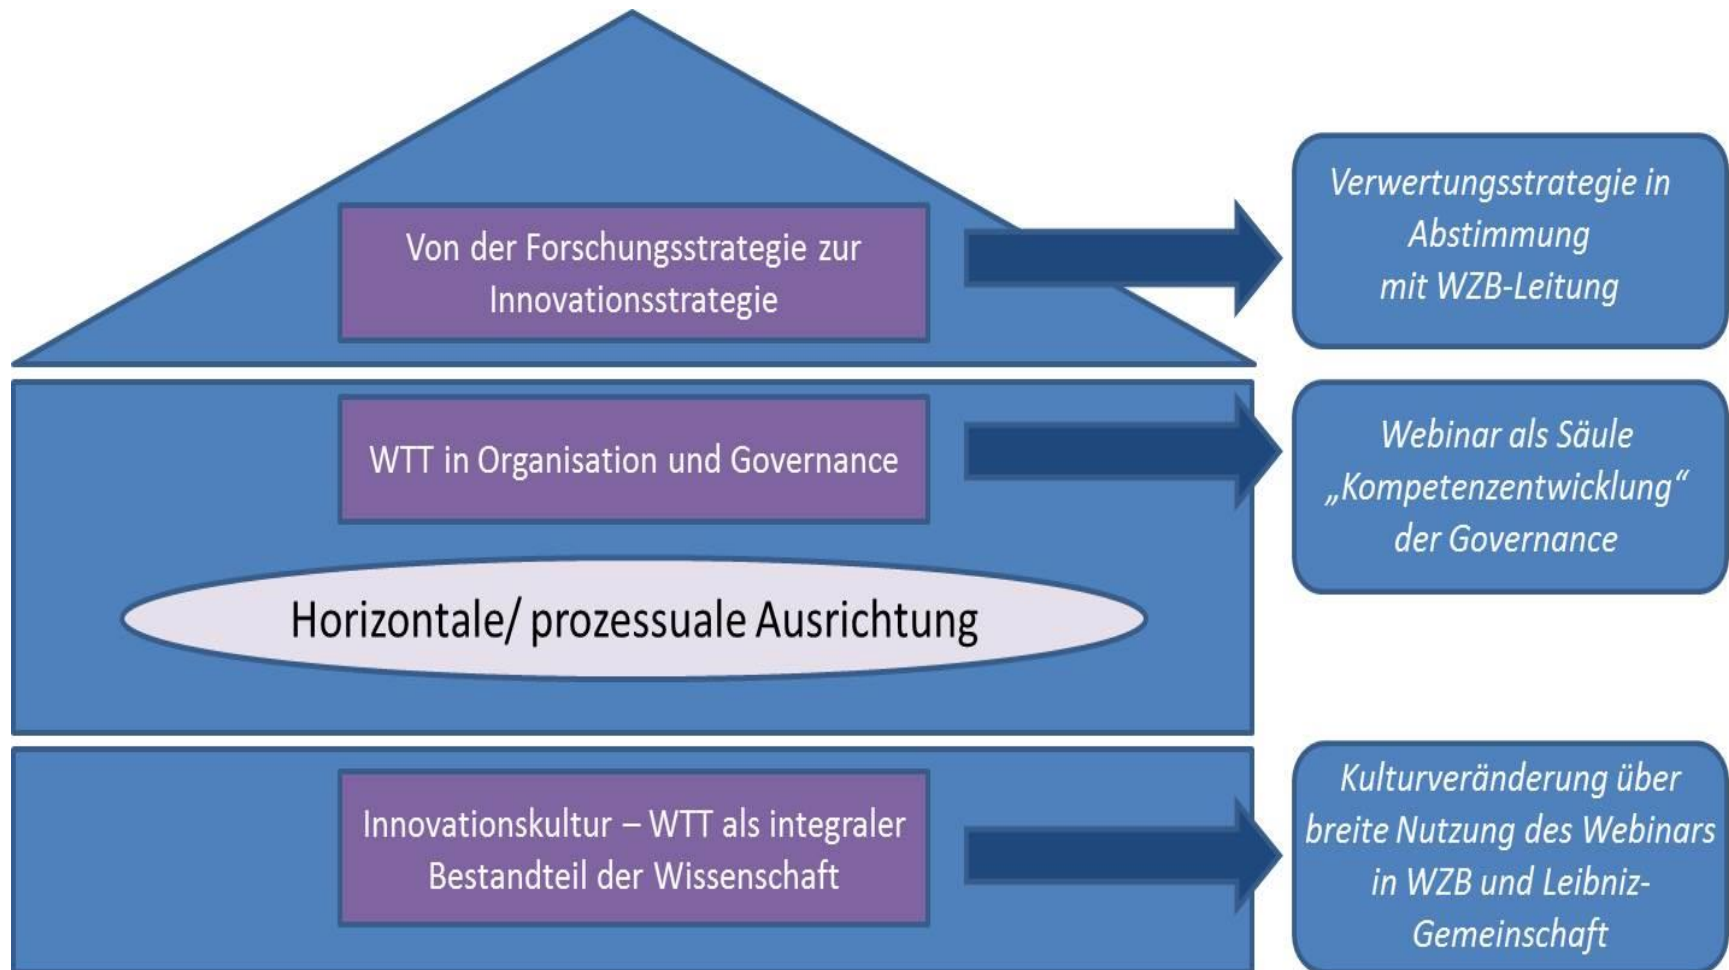 Von der Forschungsstrategie zur
Innovationsstrategie
Verwertungsstrategie in
Abstimmung
mit WZB-Leitung
WTT in Organisation und Governance
Webinar als Säule
„Kompetenzentwicklung“
der Governance
Horizontale/ prozessuale Ausrichtung
Innovationskultur – WTT als integraler
Bestandteil der Wissenschaft
Kulturveränderung über
breite Nutzung des Webinars
in WZB und Leibniz-
Gemeinschaft